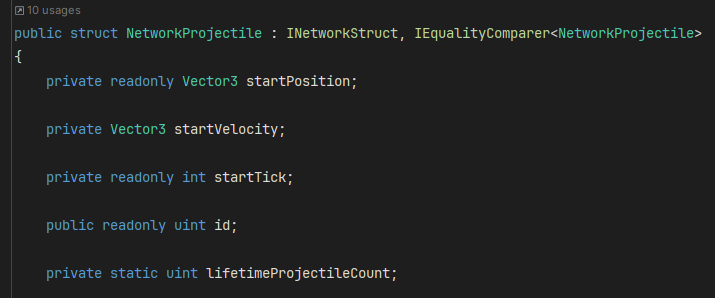 10 usages
public struct NetworkProjectile : INetworkStruct, IEqualityComparer<NetworkProjectile>
{
private readonly Vector3 startPosition;
private Vector3 startVelocity;
private readonly int startTick;
public readonly uint id;
private static uint lifetimeProjectileCount;